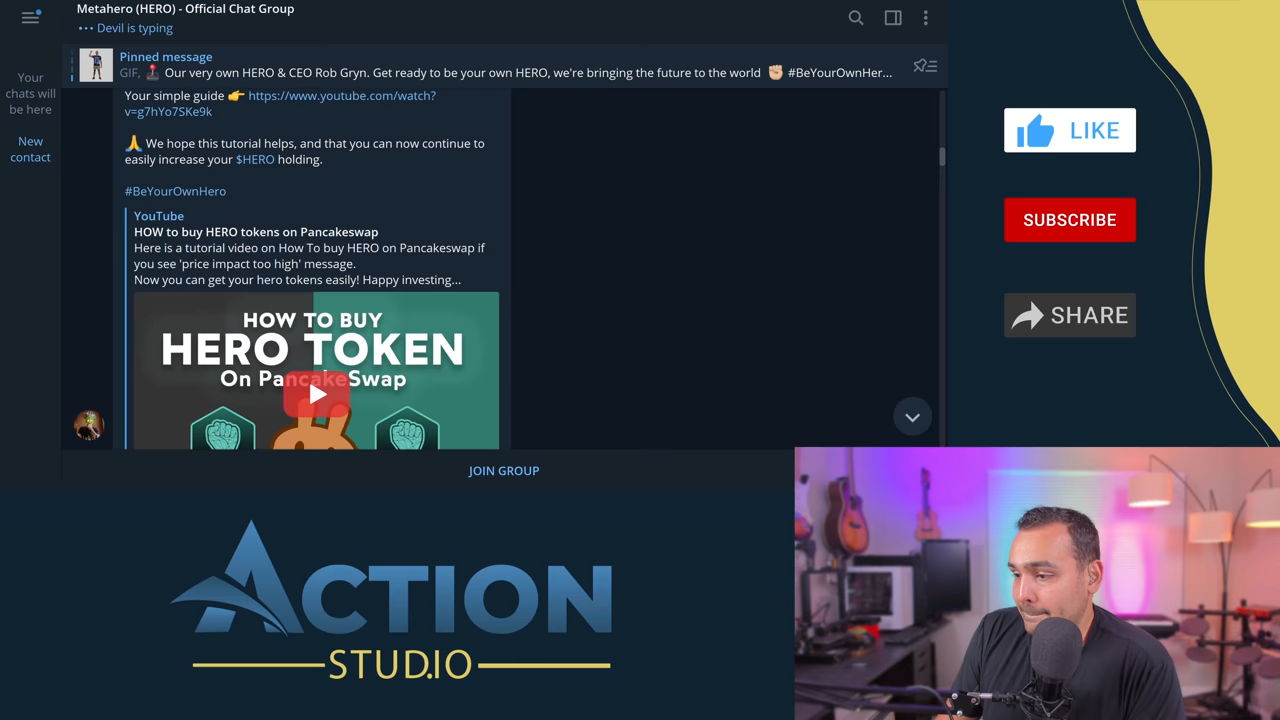 Metahero (HERO) - Official Chat Group
Devil is typing
Your
chats will
be here
New
contact
Pinned message
GIF, 🕹 Our very own HERO & CEO Rob Gryn. Get ready to be your own HERO, we're bringing the future to the world ✊🏼 #BeYourOwnHer...
Your simple guide 👉 https://www.youtube.com/watch?
v=g7hYo7SKe9k
🙏 We hope this tutorial helps, and that you can now continue to
easily increase your $HERO holding.
#BeYourOwnHero
YouTube
HOW to buy HERO tokens on Pancakeswap
Here is a tutorial video on How To buy HERO on Pancakeswap if
you see 'price impact too high' message.
Now you can get your hero tokens easily! Happy investing...
HOW TO BUY
HERO TOKEN
On PancakeSwap
JOIN GROUP
LIKE
SUBSCRIBE
SHARE
ACTION
STUD.IO